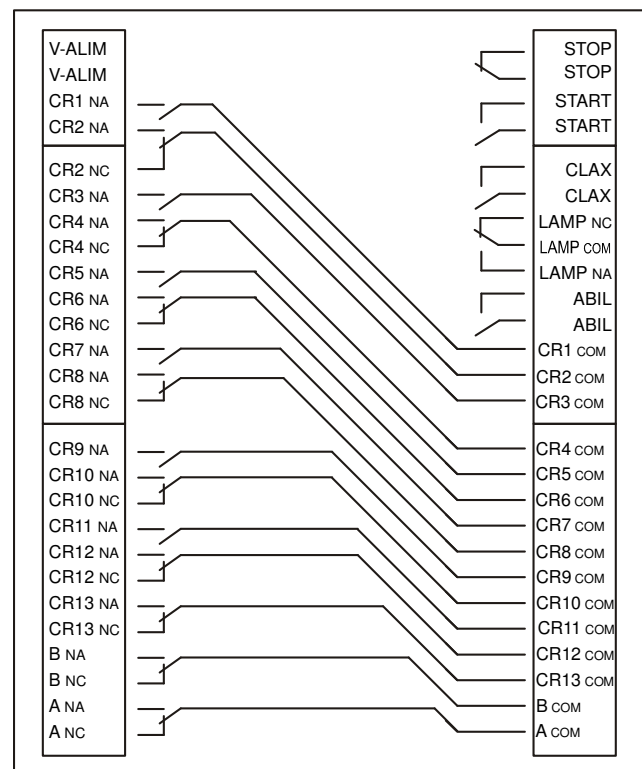 V-ALIM
V-ALIM
CR1 NA
CR2 NA
CR2 NC
CR3 NA
CR4 NA
CR4 NC
CR5 NA
CR6 NA
CR6 NC
CR7 NA
CR8 NA
CR8 NC
CR9 NA
CR10 NA
CR10 NC
CR11 NA
CR12 NA
CR12 NC
CR13 NA
CR13 NC
B NA
B NC
A NA
A NC
STOP
STOP
START
START
CLAX
CLAX
LAMP NC
LAMP COM
LAMP NA
ABIL
ABIL
CR1 COM
CR2 COM
CR3 COM
CR4 COM
CR5 COM
CR6 COM
CR7 COM
CR8 COM
CR9 COM
CR10 COM
CR11 COM
CR12 COM
CR13 COM
B COM
A COM